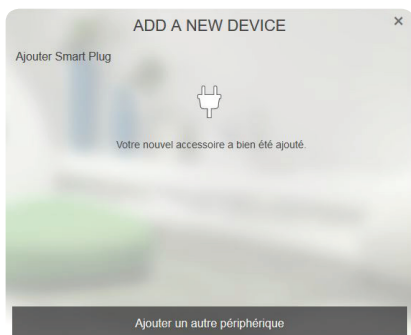 ADD A NEW DEVICE ×
Ajouter Smart Plug
Votre nouvel accessoire a bien été ajouté.
Ajouter un autre périphérique